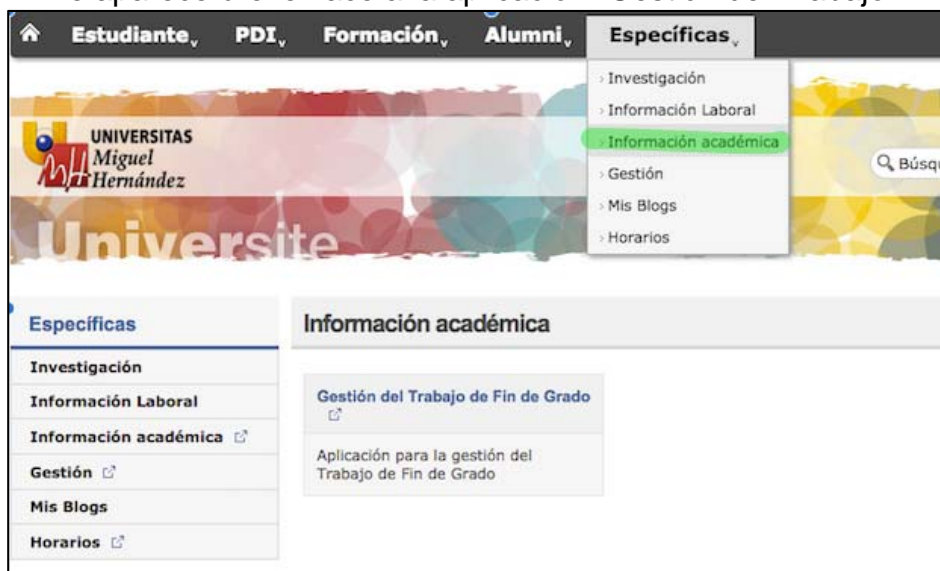 Estudiante PDI Formación Alumni Específicas
› Investigación
› Información Laboral
› Información académica
› Gestión
› Mis Blogs
› Horarios
UNIVERSITAS
Miguel
Hernández
Universite
Específicas
Investigación
Información Laboral
Información académica
Gestión
Mis Blogs
Horarios
Información académica
Gestión del Trabajo de Fin de Grado
Aplicación para la gestión del
Trabajo de Fin de Grado